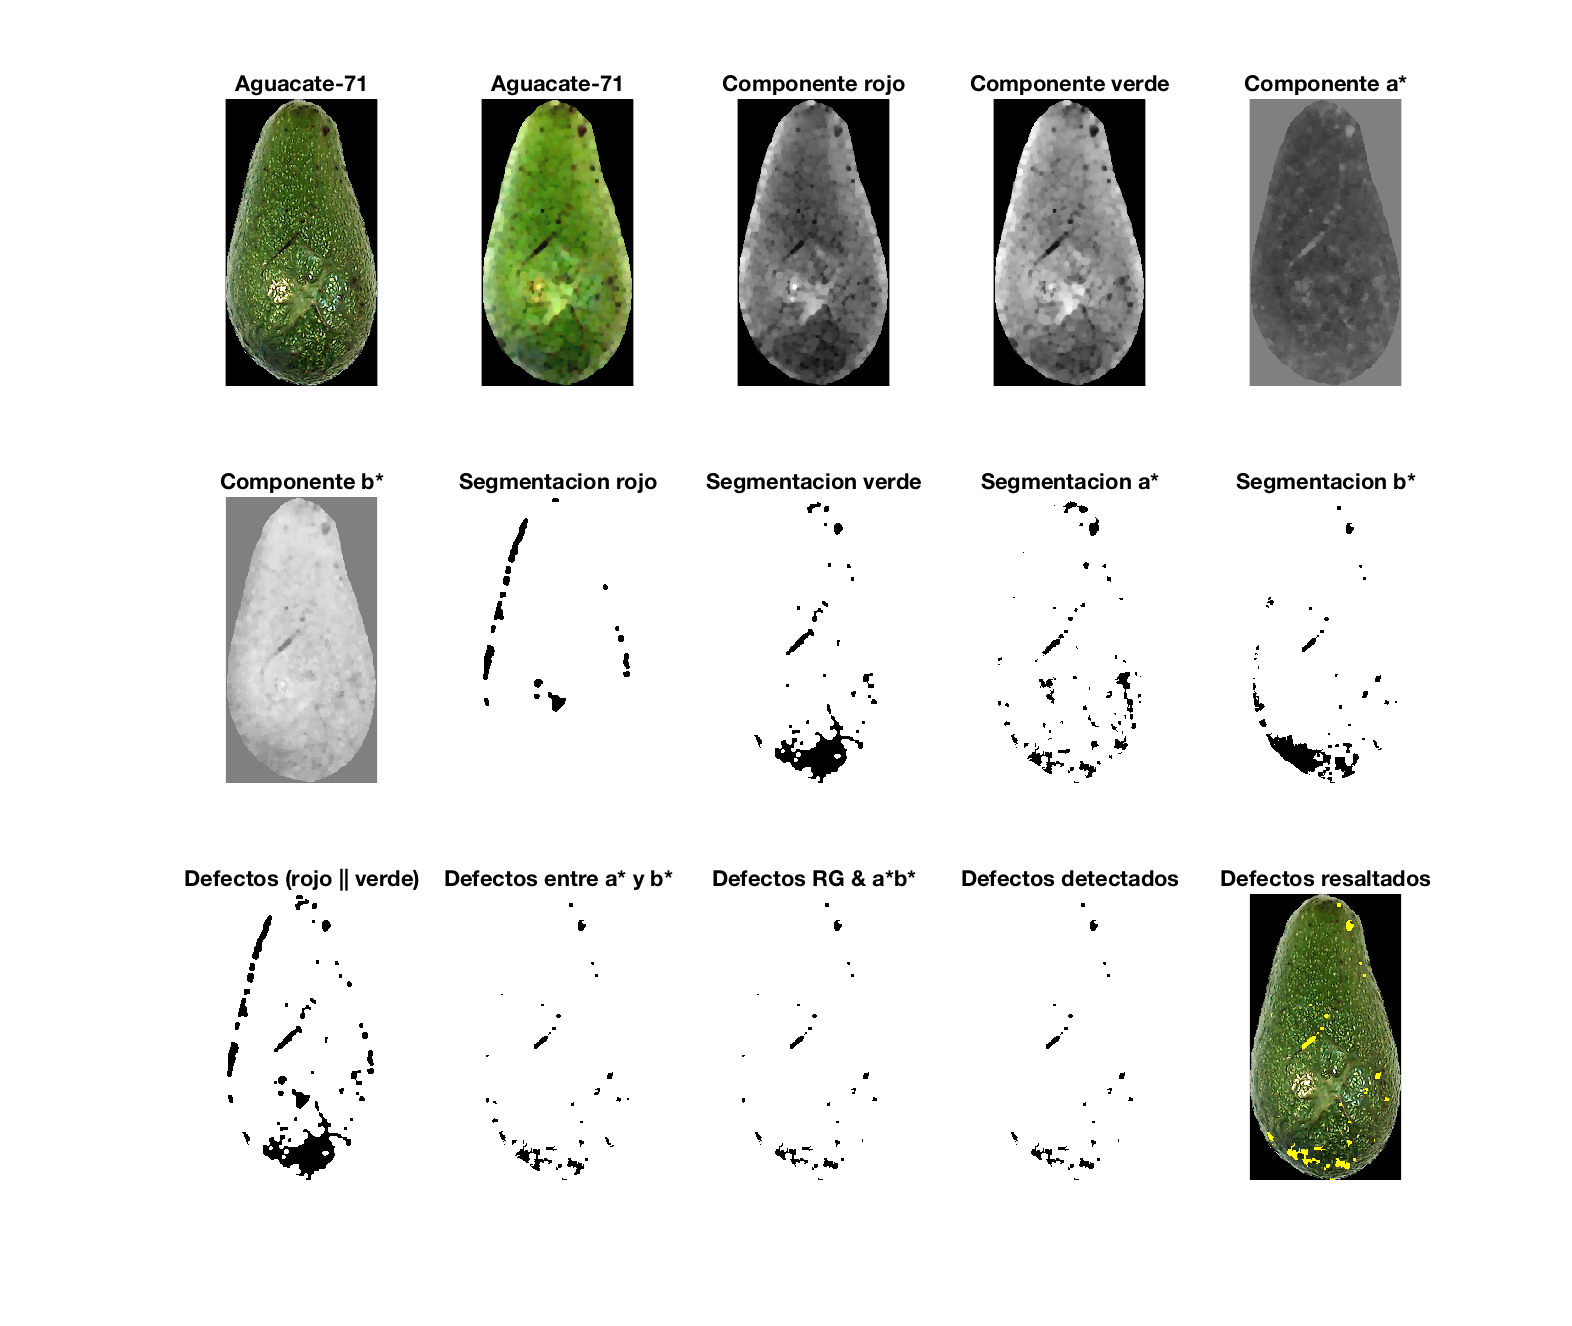 Aguacate-71
Aguacate-71
Componente rojo
Componente verde
Componente a*
Componente b*
Segmentacion rojo
Segmentacion verde
Segmentacion a*
Segmentacion b*
Defectos (rojo || verde)
Defectos entre a* y b*
Defectos RG & a*b*
Defectos detectados
Defectos resaltados